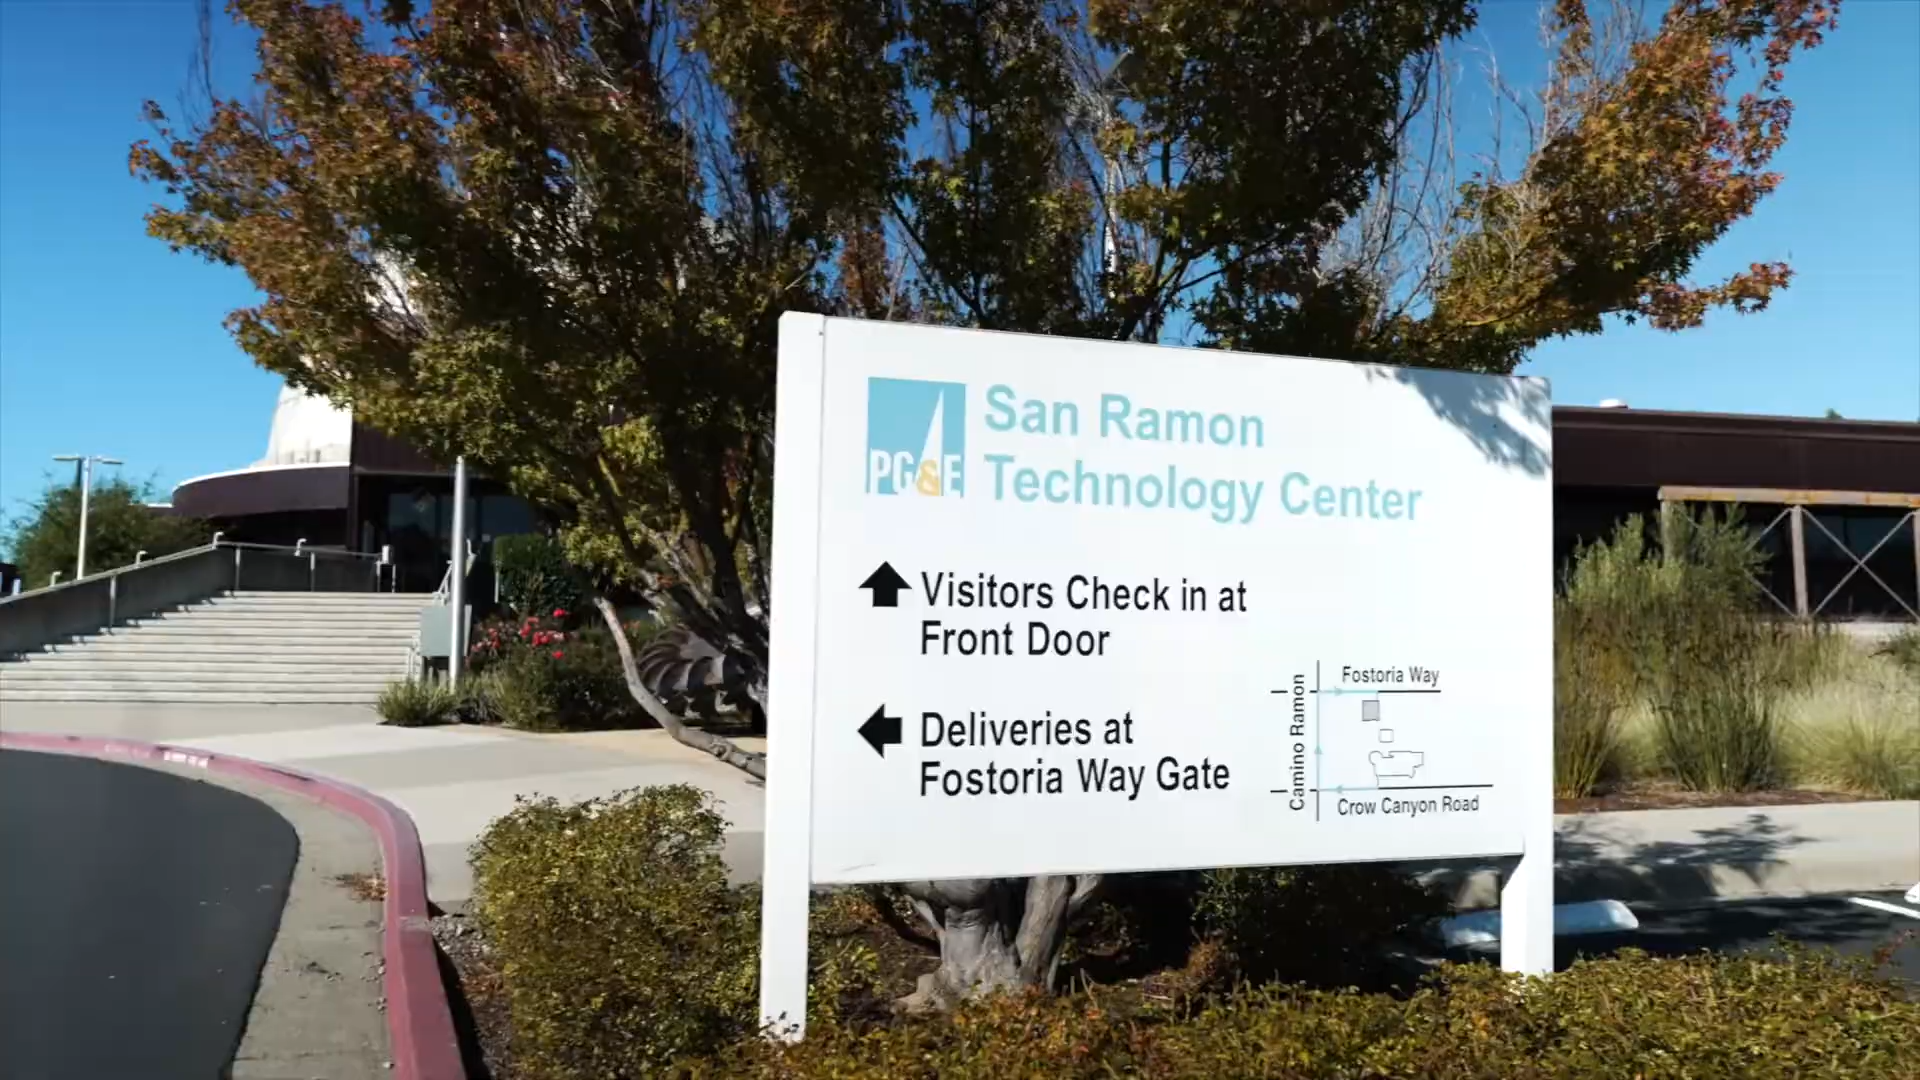 PG&E
San Ramon
Technology Center
Visitors Check in at
Front Door
Deliveries at
Fostoria Way Gate
Fostoria Way
Camino Ramon
Crow Canyon Road